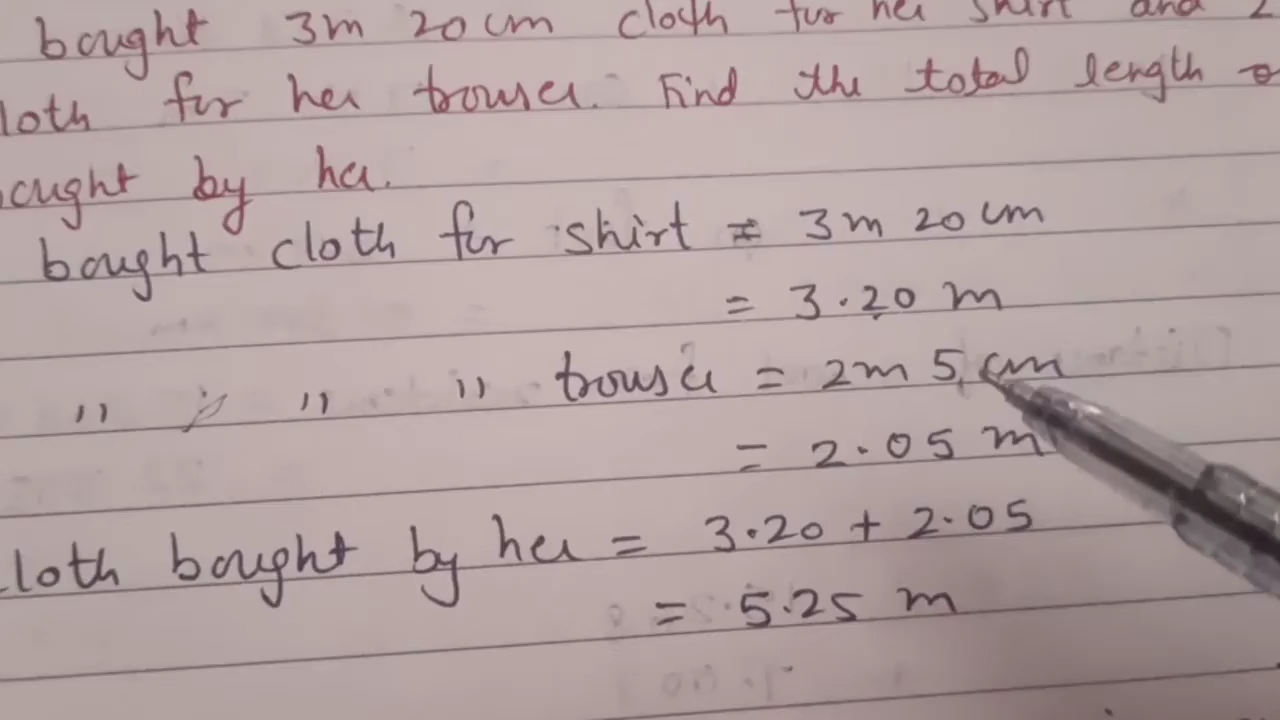 bought 3m 20cm cloth for her shirt and 2
loth for her trouser. Find the total length
ought by her.
bought cloth for shirt = 3m 20cm
= 3.20 m
" " " trouser = 2m 5cm
= 2.05 m
loth bought by her = 3.20 + 2.05
= 5.25 m